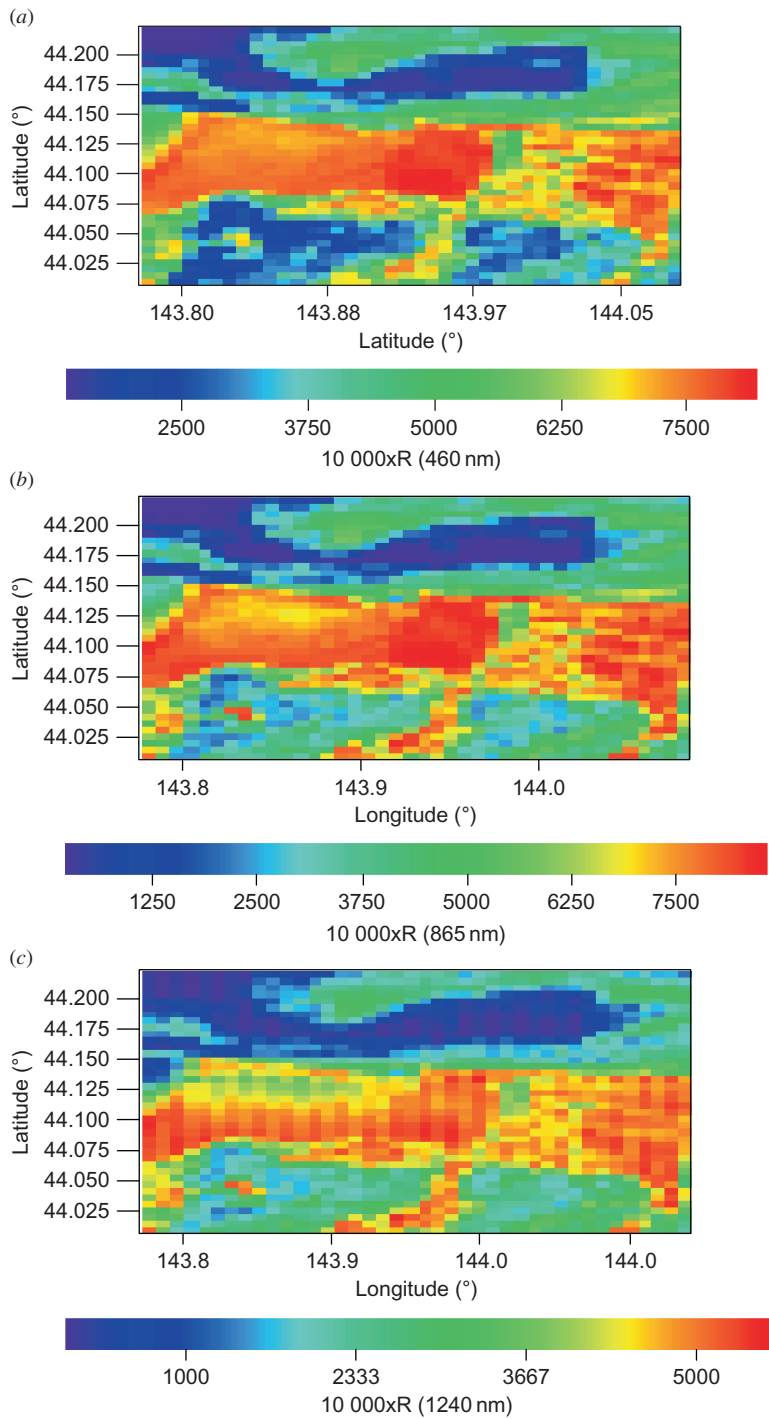 (a)
44.200
44.175
44.150
44.125
44.100
44.075
44.050
44.025
Latitude (°)
143.80 143.88 143.97 144.05
Latitude (°)
2500 3750 5000 6250 7500
10 000xR (460 nm)
(b)
44.200
44.175
44.150
44.125
44.100
44.075
44.050
44.025
Latitude (°)
143.8 143.9 144.0
Longitude (°)
1250 2500 3750 5000 6250 7500
10 000xR (865 nm)
(c)
44.200
44.175
44.150
44.125
44.100
44.075
44.050
44.025
Latitude (°)
143.8 143.9 144.0 144.0
Longitude (°)
1000 2333 3667 5000
10 000xR (1240 nm)